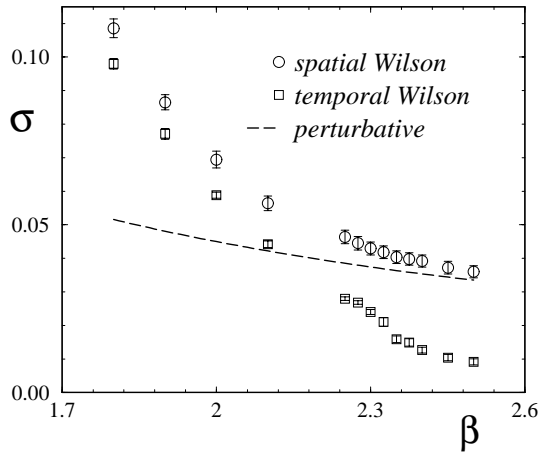 0.10
spatial Wilson
temporal Wilson
σ
perturbative
0.05
0.00
1.7
2
2.3
2.6
β